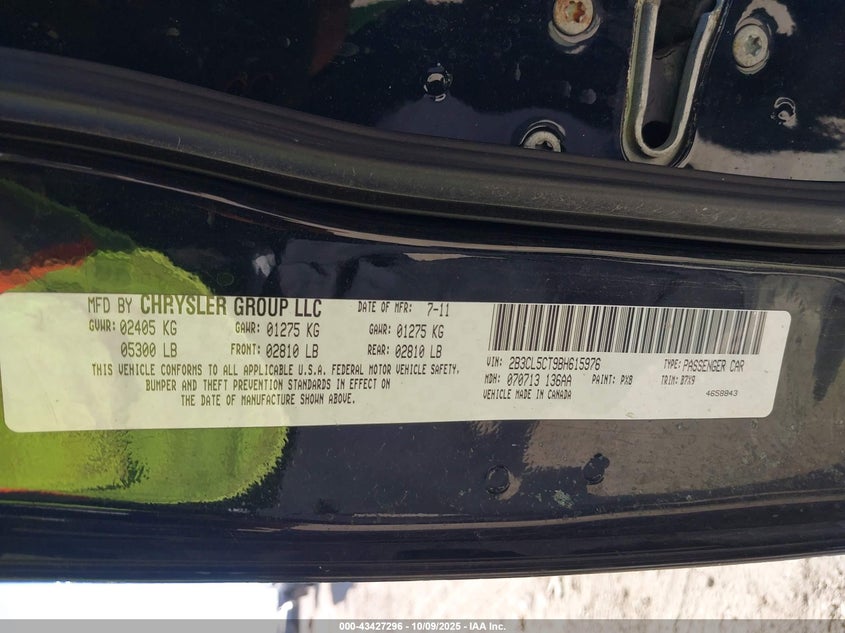 MFD BY CHRYSLER GROUP LLC DATE OF MFR: 7-11
GVWR: 02405 KG GAWR: 01275 KG GAWR: 01275 KG
05300 LB FRONT: 02810 LB REAR: 02810 LB
THIS VEHICLE CONFORMS TO ALL APPLICABLE U.S.A. FEDERAL MOTOR VEHICLE SAFETY,
BUMPER AND THEFT PREVENTION STANDARDS IN EFFECT ON
THE DATE OF MANUFACTURE SHOWN ABOVE.
VIN: 2B3CL5CT9BH615976 TYPE: PASSENGER CAR
MDH: 070713 136AA PAINT: PX8 TRIM: B7X9
VEHICLE MADE IN CANADA 4658843
000-43427296 - 10/09/2025 - IAA Inc.